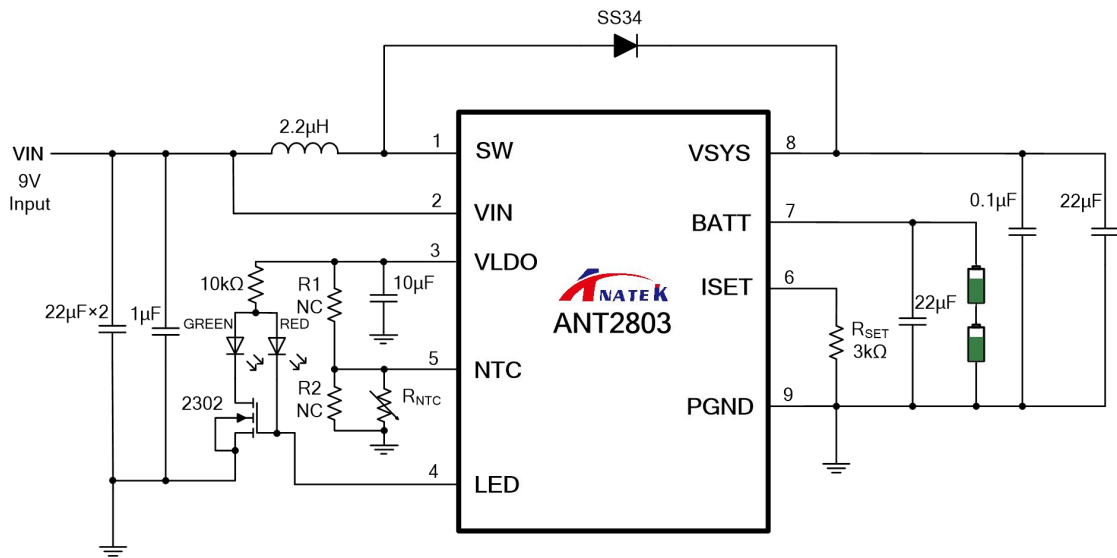 SS34
2.2μH
1
SW
VSYS
8
VIN
9V
Input
2
VIN
0.1μF
22μF
BATT
7
3
VLDO
10kΩ
R1
NC
10μF
ANATEK
ANT2803
ISET
6
22μF×2
1μF
GREEN
RED
22μF
RSET
3kΩ
5
NTC
R2
NC
RNTC
2302
PGND
9
4
LED